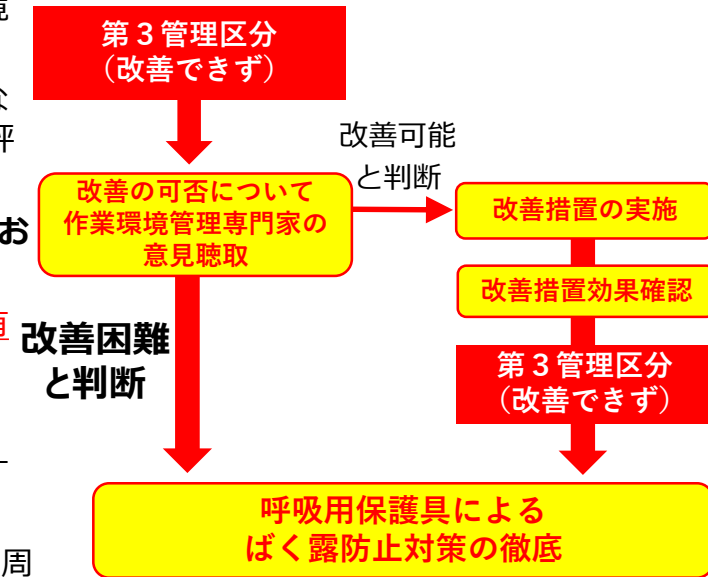 第３管理区分
（改善できず）
改善可能
と判断
改善の可否について
作業環境管理専門家の
意見聴取
改善措置の実施
お
改善措置効果確認
改善困難
と判断
第３管理区分
（改善できず）
呼吸用保護具による
ばく露防止対策の徹底
周